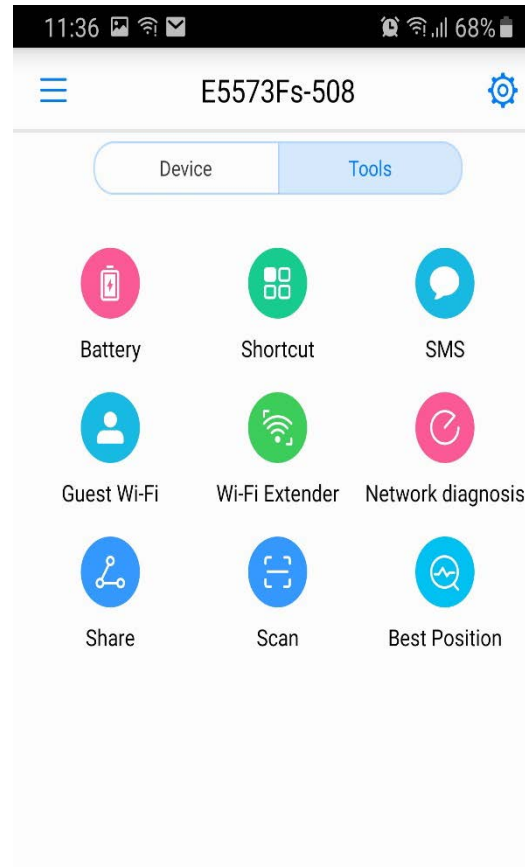 11:36 68%
E5573Fs-508
Device Tools
Battery Shortcut SMS
Guest Wi-Fi Wi-Fi Extender Network diagnosis
Share Scan Best Position